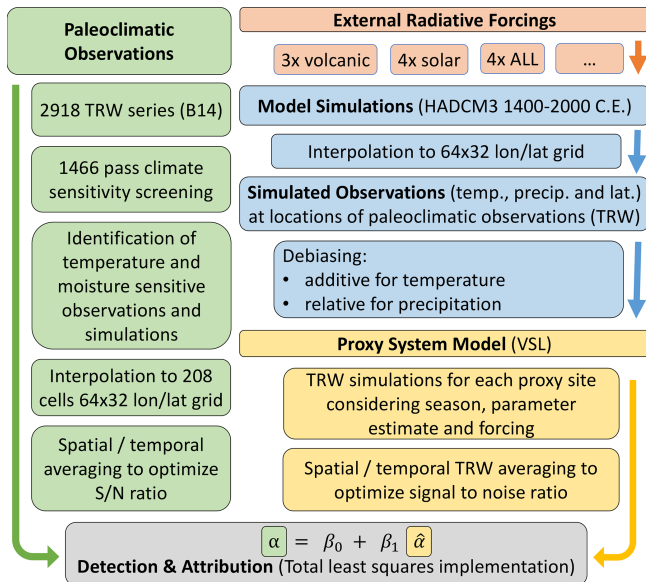 Paleoclimatic
Observations
2918 TRW series (B14)
1466 pass climate
sensitivity screening
Identification of
temperature and
moisture sensitive
observations and
simulations
Interpolation to 208
cells 64x32 lon/lat grid
Spatial / temporal
averaging to optimize
S/N ratio
External Radiative Forcings
3x volcanic
4x solar
4x ALL
...
Model Simulations (HADCM3 1400-2000 C.E.)
Interpolation to 64x32 lon/lat grid
Simulated Observations (temp., precip. and lat.)
at locations of paleoclimatic observations (TRW)
Debiasing:
• additive for temperature
• relative for precipitation
Proxy System Model (VSL)
TRW simulations for each proxy site
considering season, parameter
estimate and forcing
Spatial / temporal TRW averaging to
optimize signal to noise ratio
α = β₀ + β₁ α̂
Detection & Attribution (Total least squares implementation)